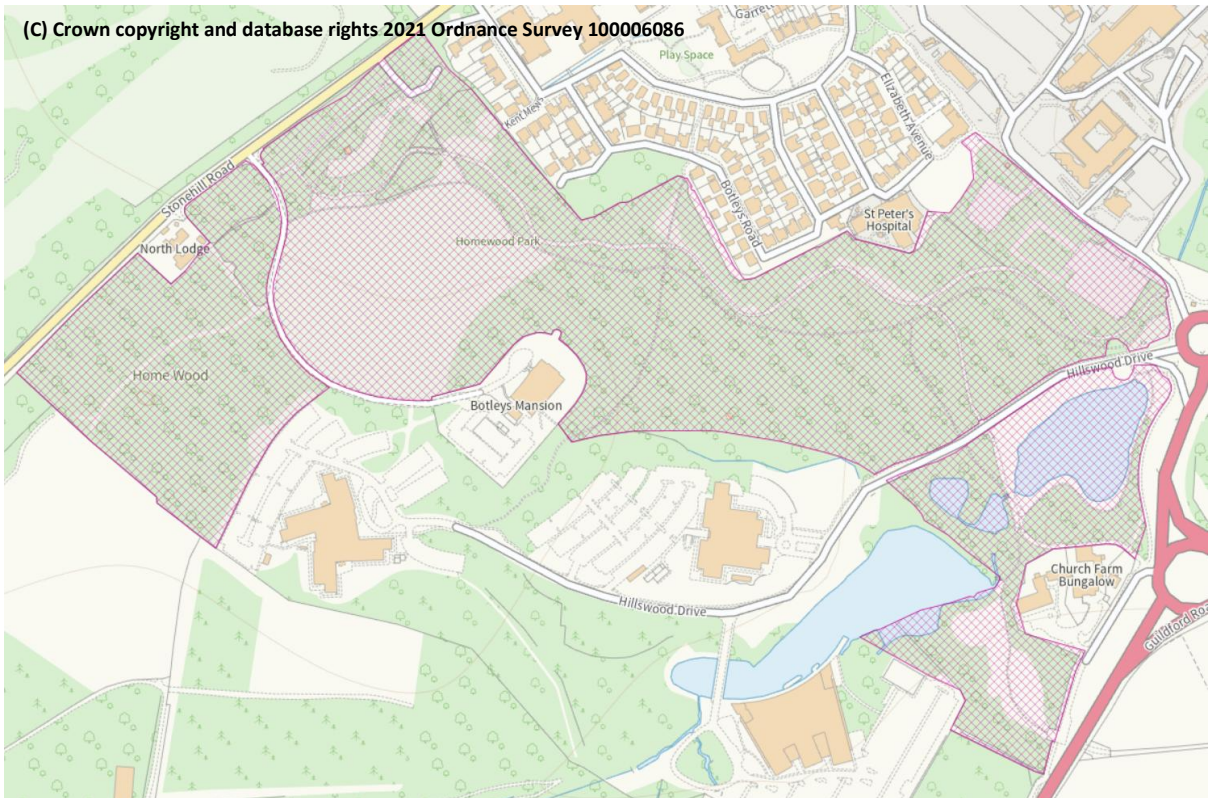 (C) Crown copyright and database rights 2021 Ordnance Survey 100006086
Play Space
Kent Mews
Elizabeth Avenue
Botleys Road
Stonehill Road
St Peter's
Hospital
North Lodge
Homewood Park
Hillswood Drive
Home Wood
Botleys Mansion
Church Farm
Bungalow
Hillswood Drive
Guildford Roa